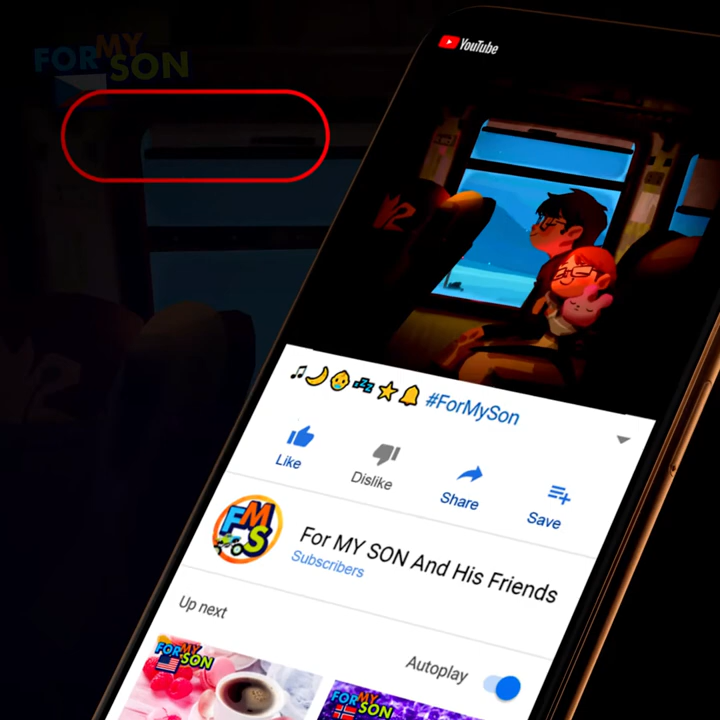 FOR MY SON
YouTube
12
🎵🌙👶💤⭐🔔 #ForMySon
Like
Dislike
Share
Save
FMS
For MY SON And His Friends
Subscribers
Up next
Autoplay
FOR MY SON
FOR MY SON